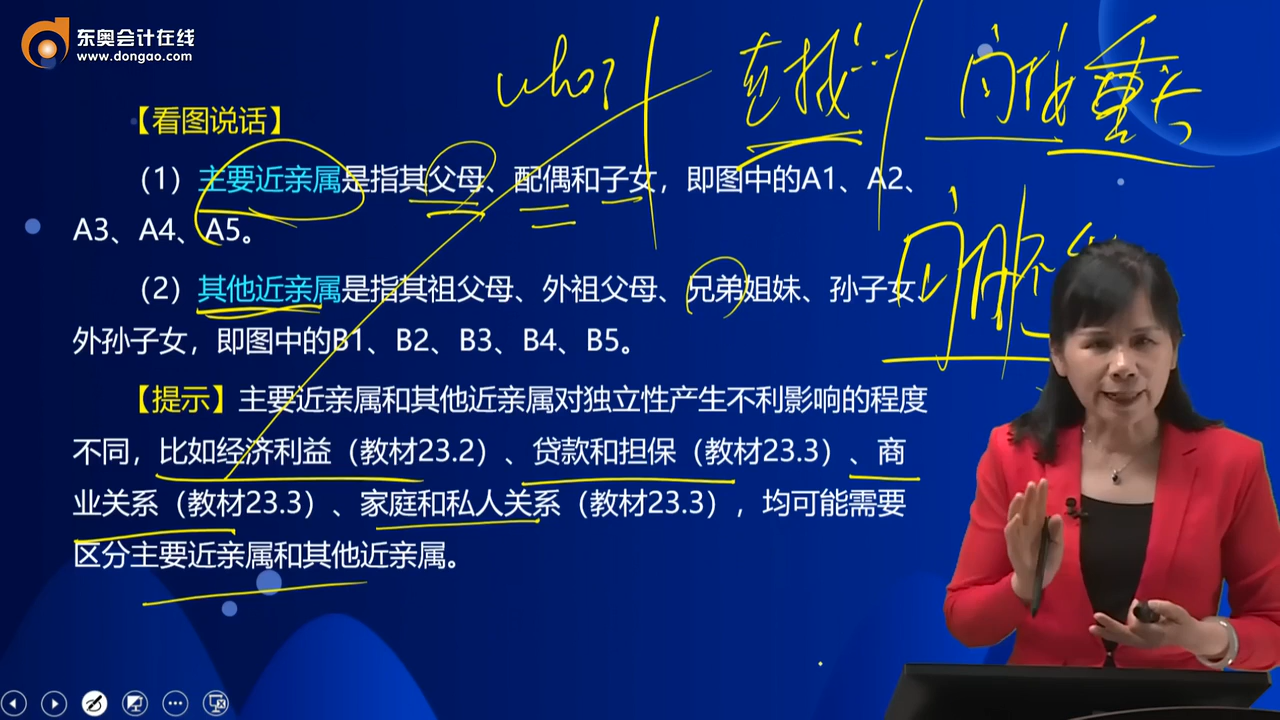 东奥会计在线
www.dongao.com
who?
直接…
间接重大
【看图说话】
（1）主要近亲属是指其父母、配偶和子女，即图中的A1、A2、
A3、A4、A5。
（2）其他近亲属是指其祖父母、外祖父母、兄弟姐妹、孙子女、
外孙子女，即图中的B1、B2、B3、B4、B5。
【提示】主要近亲属和其他近亲属对独立性产生不利影响的程度
不同，比如经济利益（教材23.2）、贷款和担保（教材23.3）、商
业关系（教材23.3）、家庭和私人关系（教材23.3），均可能需要
区分主要近亲属和其他近亲属。